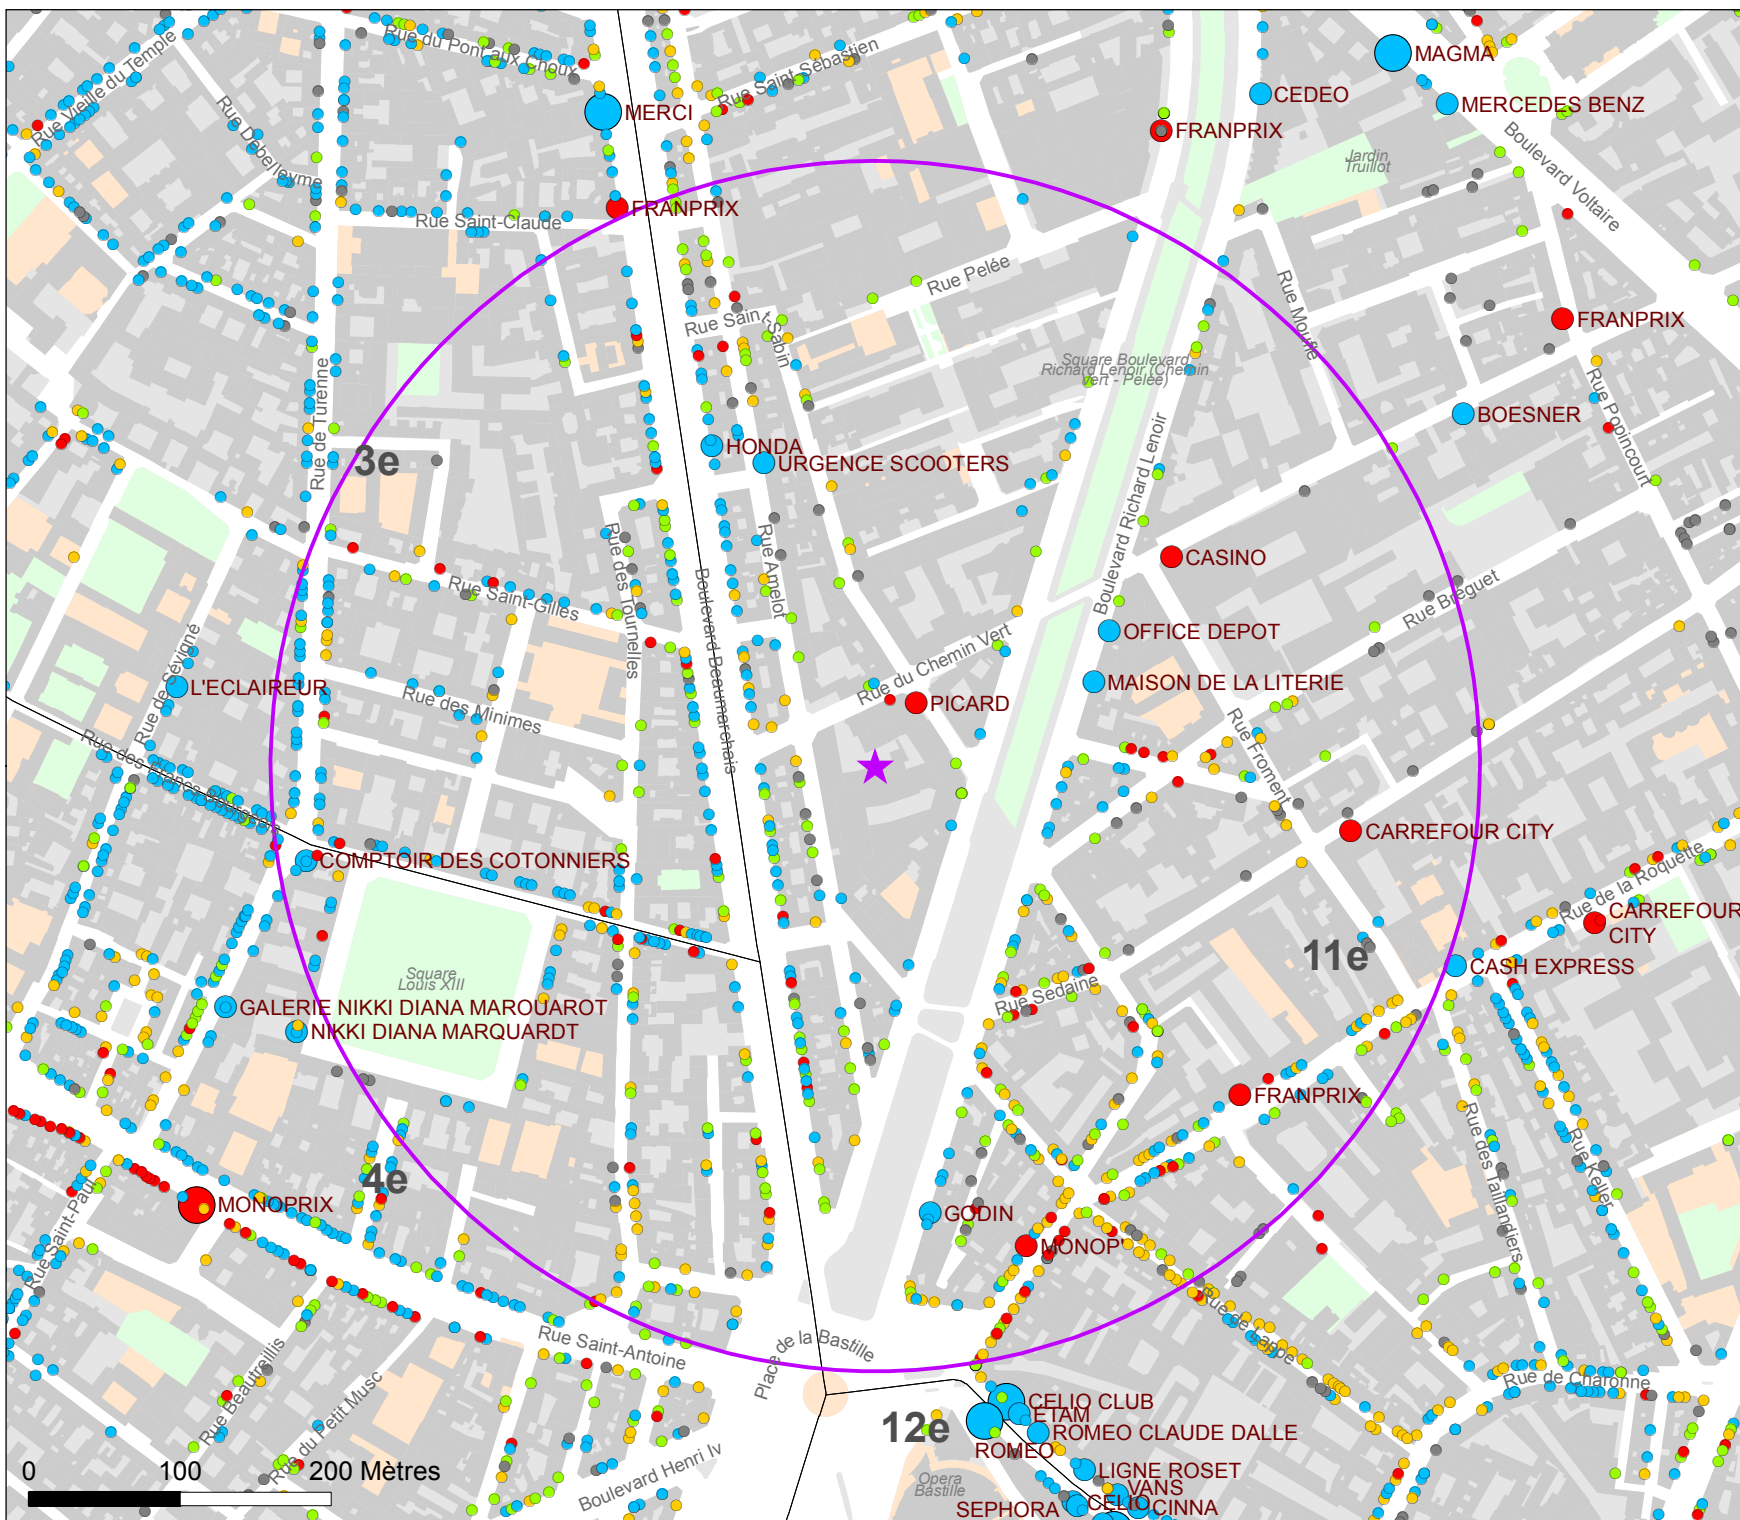 Rue du Pont aux Choux
Rue Vieille du Temple
Rue Debelleyme
Rue Saint-Sébastien
MAGMA
MERCI
CEDEO
MERCEDES BENZ
FRANPRIX
Boulevard Voltaire
Jardin
Truillot
FRANPRIX
Rue Saint-Claude
Rue Pelée
Rue Moufle
Rue Saint-Sabin
FRANPRIX
Square Boulevard
Richard Lenoir (Chemin
vert - Pelée)
Rue de Turenne
Rue Popincourt
BOESNER
3e
HONDA
URGENCE SCOOTERS
Boulevard Richard Lenoir
Rue Amelot
CASINO
Rue Saint-Gilles
Rue des Tournelles
Boulevard Beaumarchais
Rue Bréguet
OFFICE DEPOT
Rue de Sévigné
L'ECLAIREUR
Rue du Chemin Vert
MAISON DE LA LITERIE
Rue des Minimes
PICARD
Rue Froment
Rue des Francs Bourgeois
CARREFOUR CITY
COMPTOIR DES COTONNIERS
Rue de la Roquette
CARREFOUR
CITY
11e
CASH EXPRESS
Square
Louis XIII
Rue Sedaine
GALERIE NIKKI DIANA MAROUAROT
NIKKI DIANA MARQUARDT
FRANPRIX
Rue des Taillandiers
Rue Keller
4e
MONOPRIX
Rue Saint-Paul
GODIN
MONOP'
Rue de Lappe
Rue Saint-Antoine
Place de la Bastille
Rue Beautreillis
Rue du Petit Musc
Rue de Charonne
CELIO CLUB
ETAM
12e
ROMEO CLAUDE DALLE
ROMEO
LIGNE ROSET
Boulevard Henri Iv
Opera
Bastille
VANS
SEPHORA
CELIO
CINNA
0 100 200 Mètres